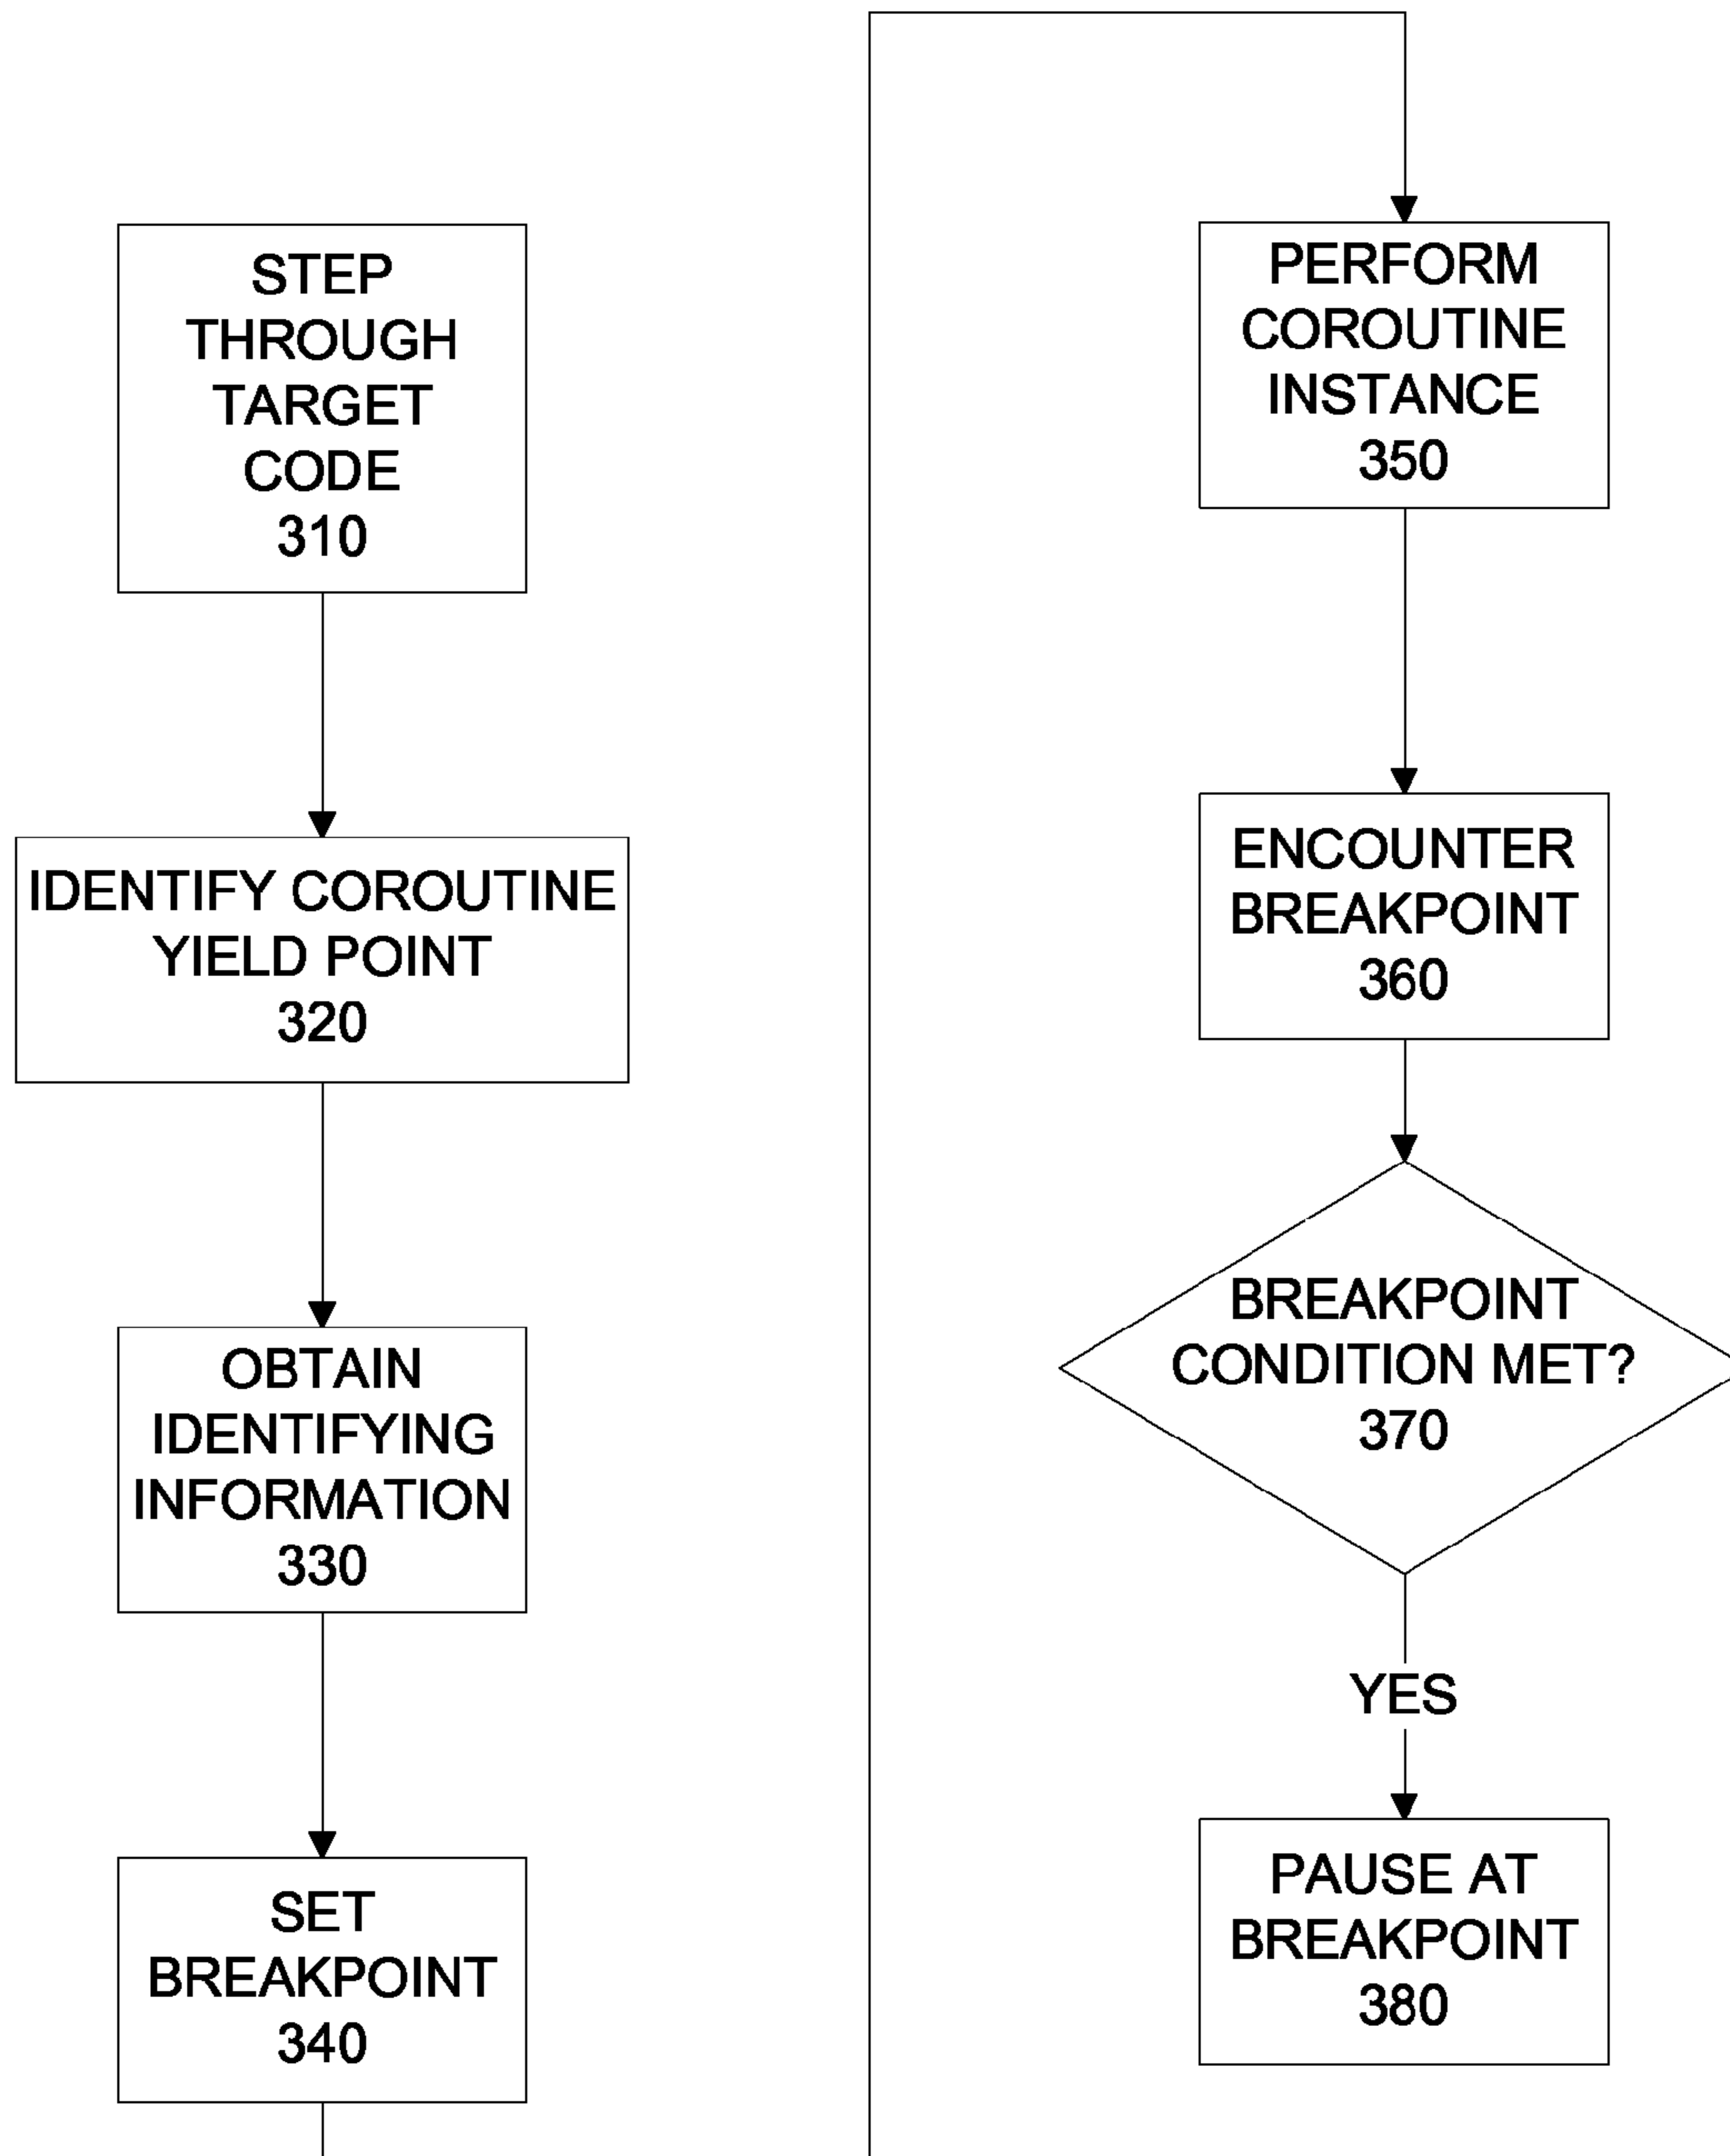 STEP
THROUGH
TARGET
CODE
310
IDENTIFY COROUTINE
YIELD POINT
320
OBTAIN
IDENTIFYING
INFORMATION
330
SET
BREAKPOINT
340
PERFORM
COROUTINE
INSTANCE
350
ENCOUNTER
BREAKPOINT
360
BREAKPOINT
CONDITION MET?
370
YES
PAUSE AT
BREAKPOINT
380